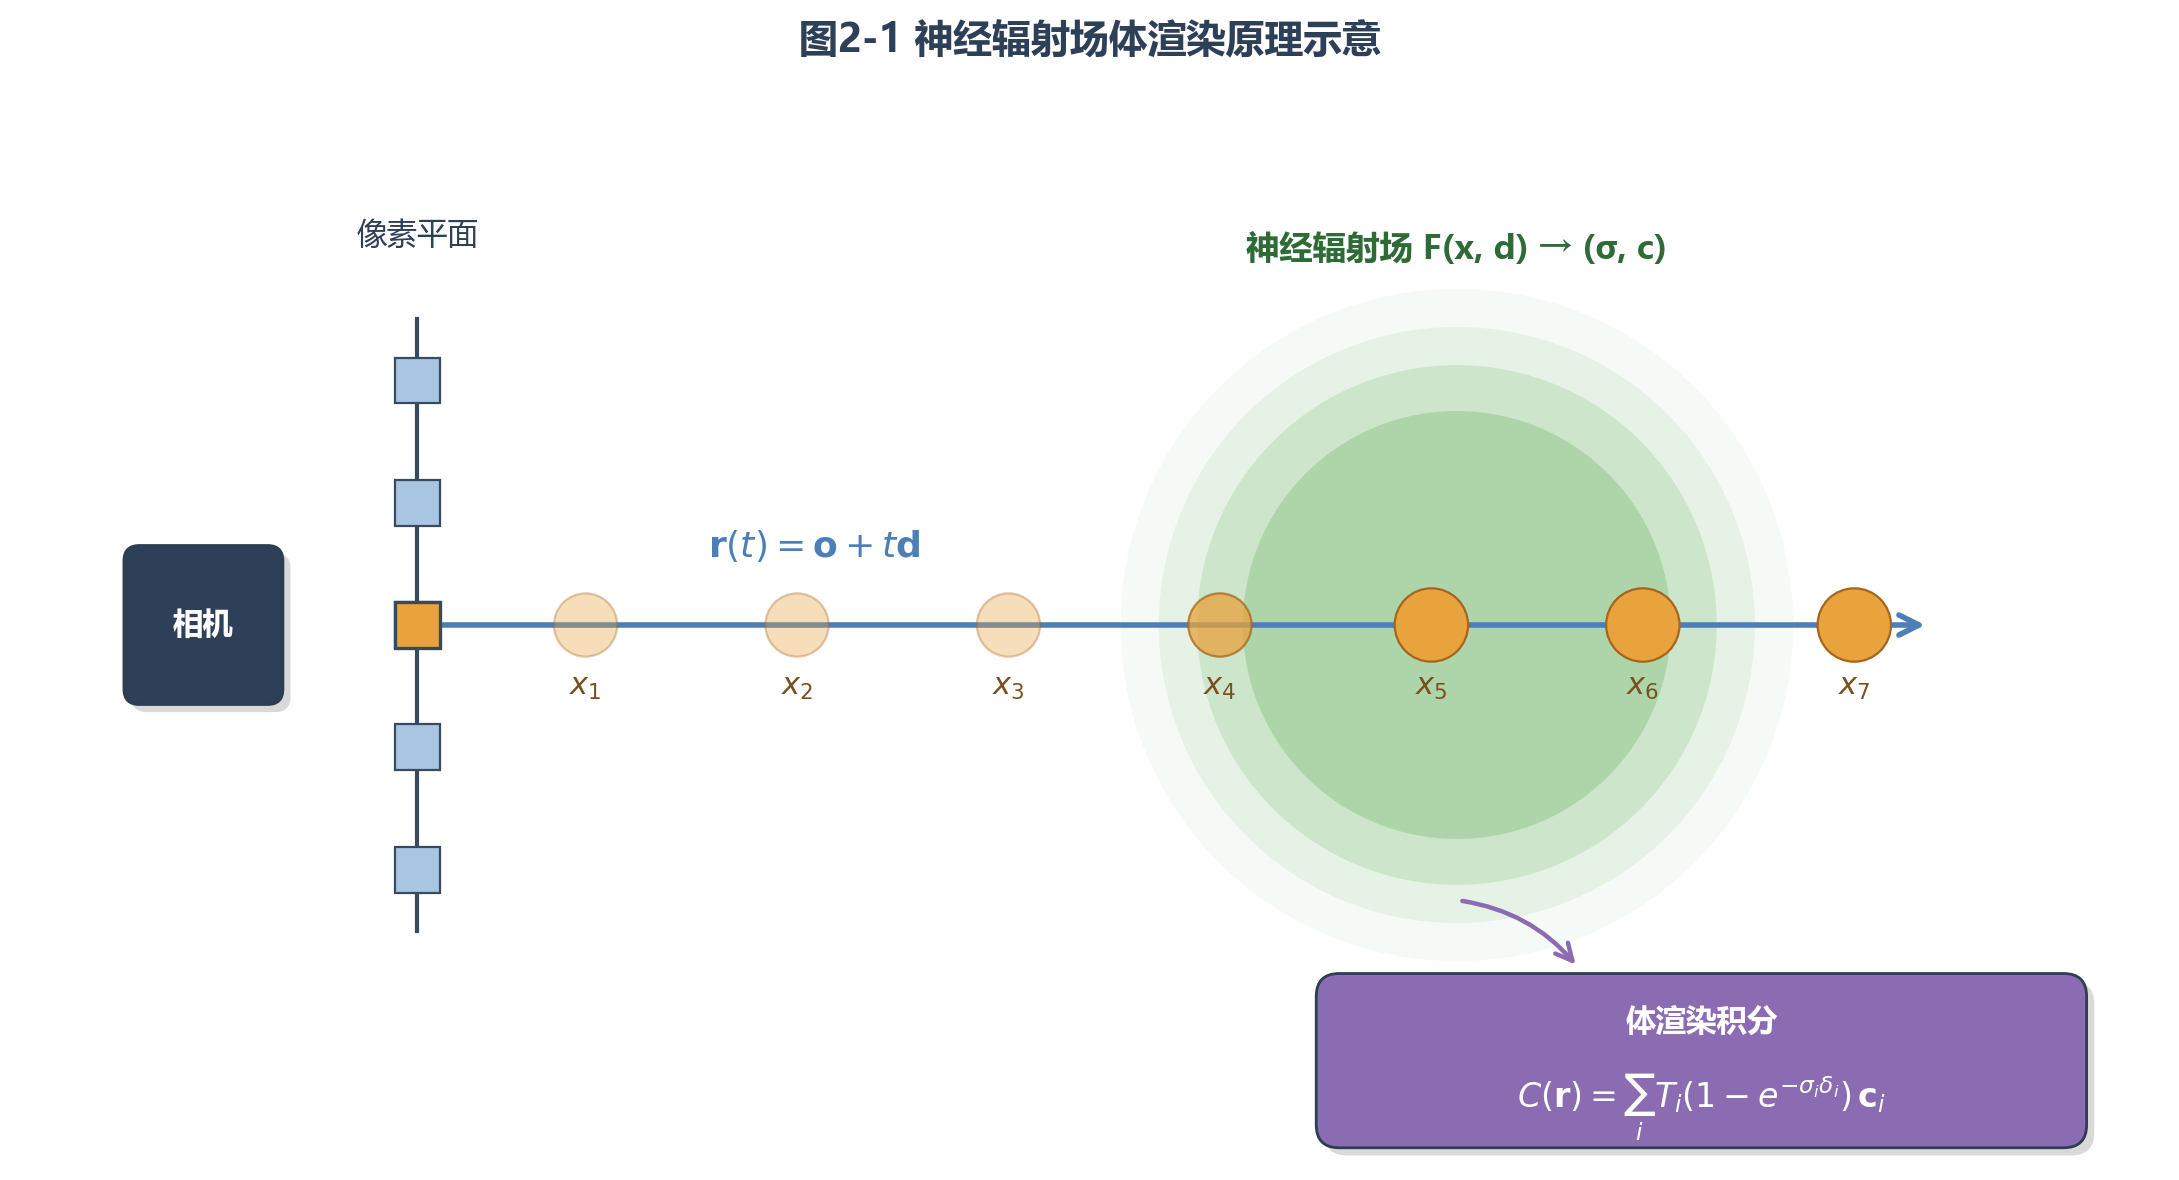 图2-1 神经辐射场体渲染原理示意
像素平面
神经辐射场 F(x, d) → (σ, c)
r(t) = o + td
相机
x₁ x₂ x₃ x₄ x₅ x₆ x₇
体渲染积分
C(r) = ∑ᵢ Tᵢ(1 − e^{−σᵢδᵢ}) cᵢ